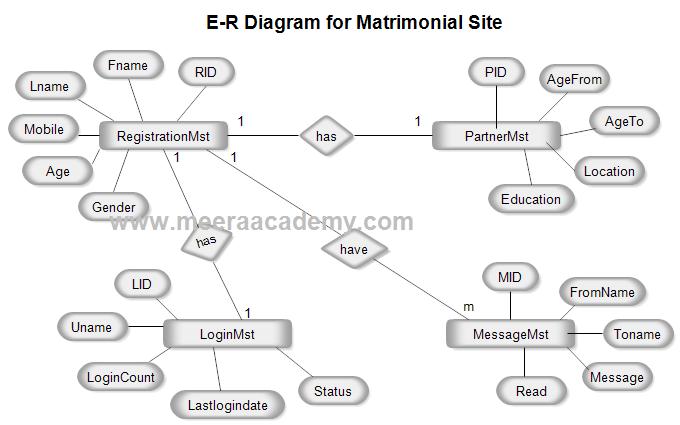 E-R Diagram for Matrimonial Site
Fname
RID
Lname
Mobile
Age
Gender
RegistrationMst
1
has
1
PID
AgeFrom
AgeTo
Location
Education
PartnerMst
1
1
www.meeraacademy.com
has
have
1
m
LID
Uname
LoginCount
Lastlogindate
Status
LoginMst
MID
FromName
Toname
Message
Read
MessageMst